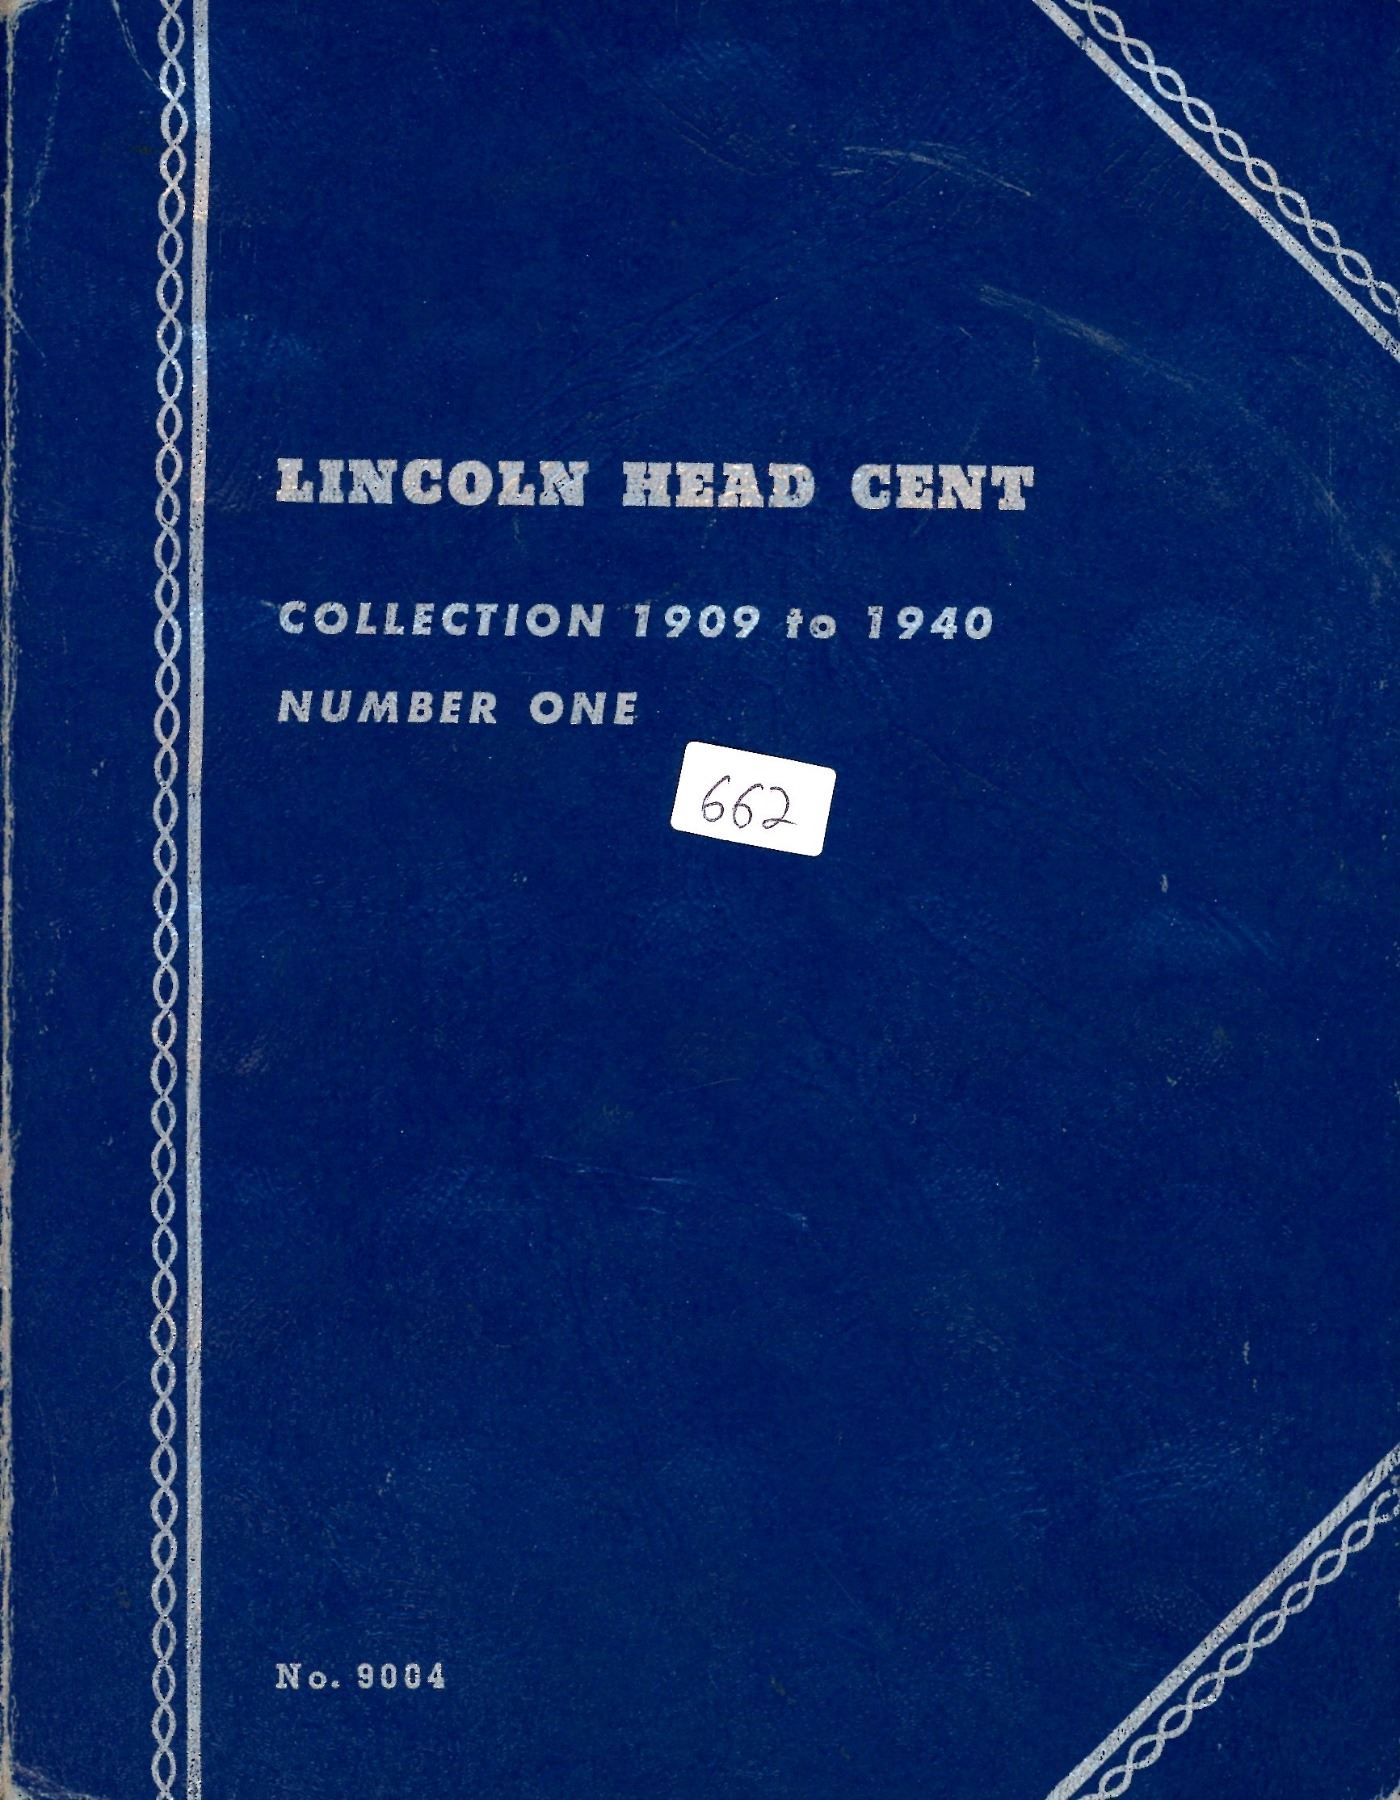 LINCOLN HEAD CENT
COLLECTION 1909 to 1940
NUMBER ONE
662
No. 9004